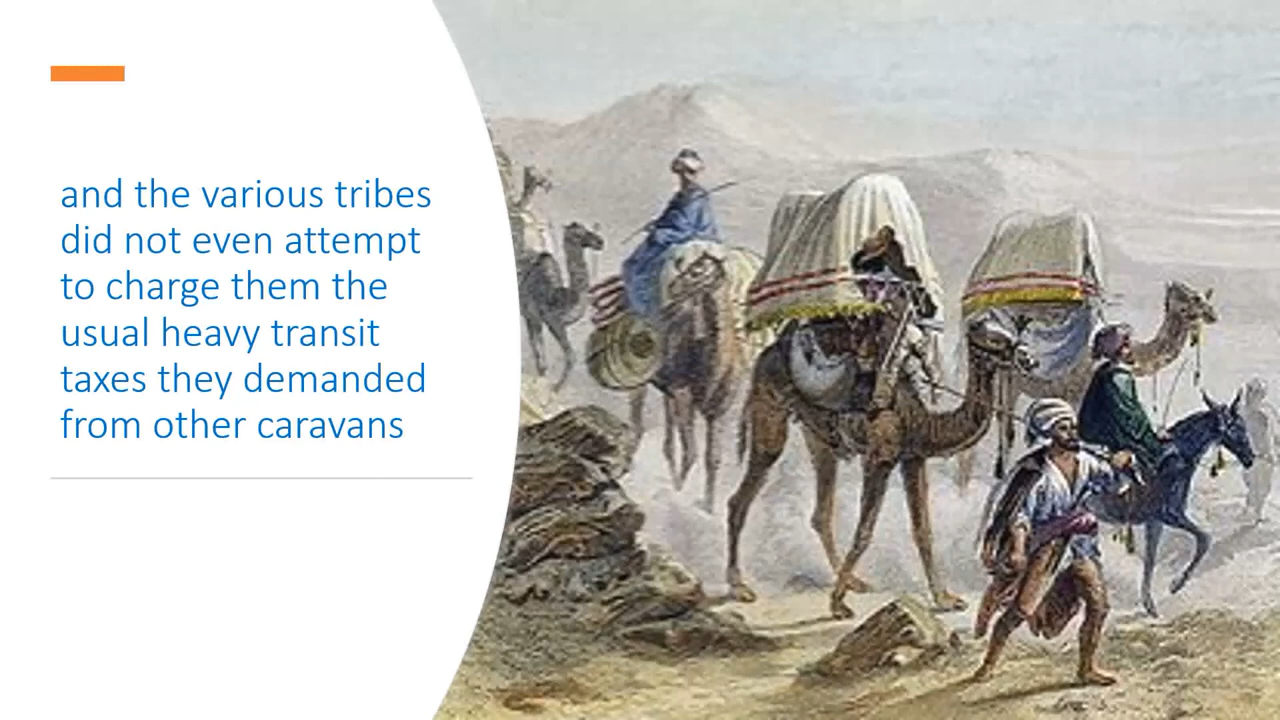 and the various tribes
did not even attempt
to charge them the
usual heavy transit
taxes they demanded
from other caravans